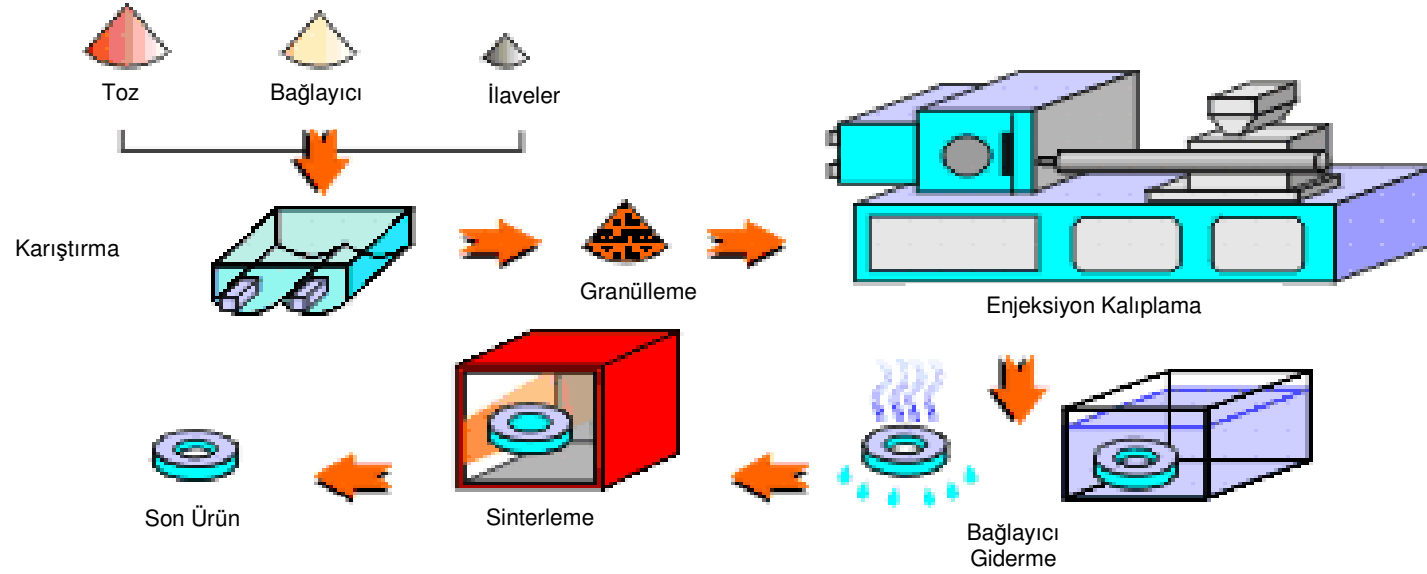 Toz
Bağlayıcı
İlaveler
Karıştırma
Granülleme
Enjeksiyon Kalıplama
Son Ürün
Sinterleme
Bağlayıcı
Giderme